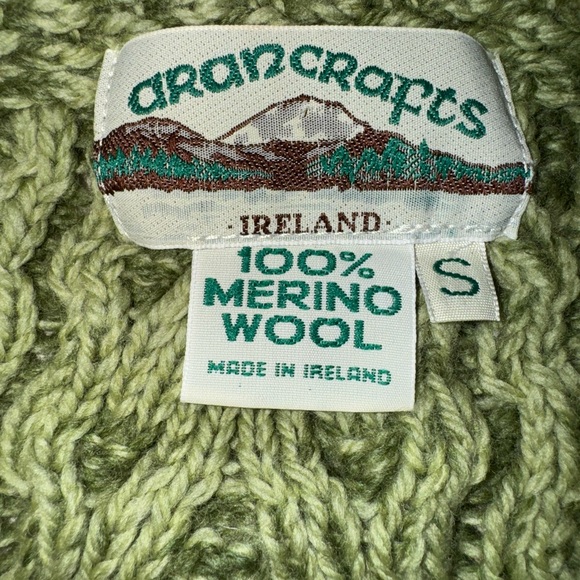 arancrafts
·IRELAND·
100%
MERINO
WOOL
MADE IN IRELAND
S